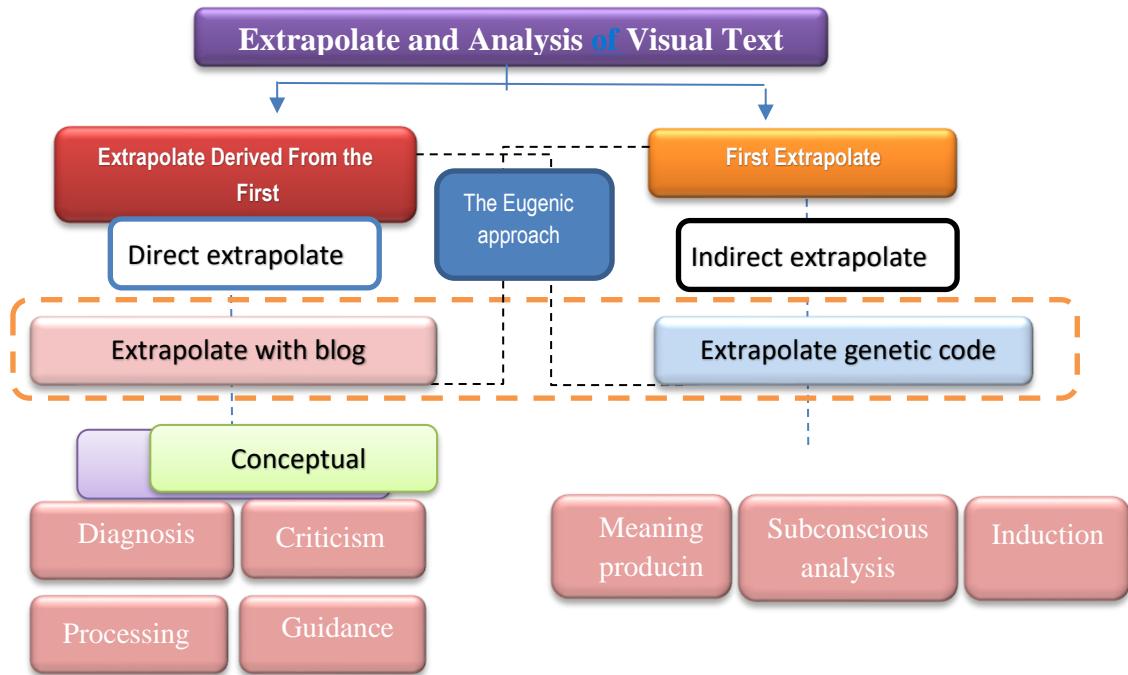 Extrapolate and Analysis of Visual Text
Extrapolate Derived From the
First
First Extrapolate
The Eugenic
approach
Direct extrapolate
Indirect extrapolate
Extrapolate with blog
Extrapolate genetic code
Conceptual
Diagnosis
Criticism
Processing
Guidance
Meaning
producin
Subconscious
analysis
Induction